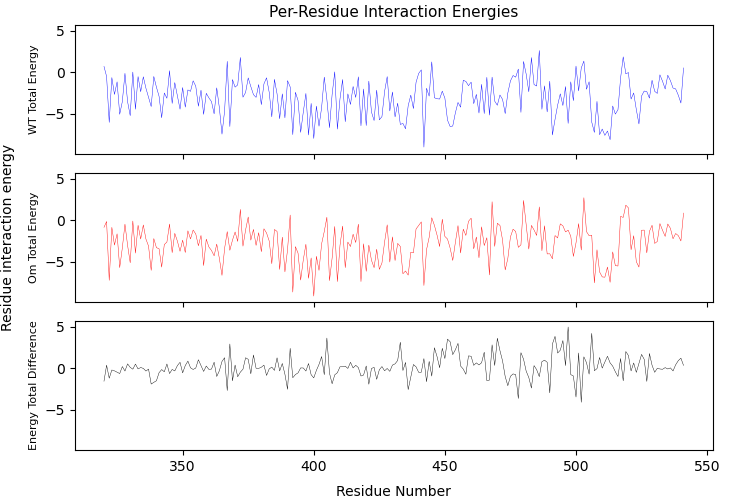 Per-Residue Interaction Energies
Residue interaction energy
WT Total Energy
5
0
−5
Om Total Energy
5
0
−5
Energy Total Difference
5
0
−5
350
400
450
500
550
Residue Number